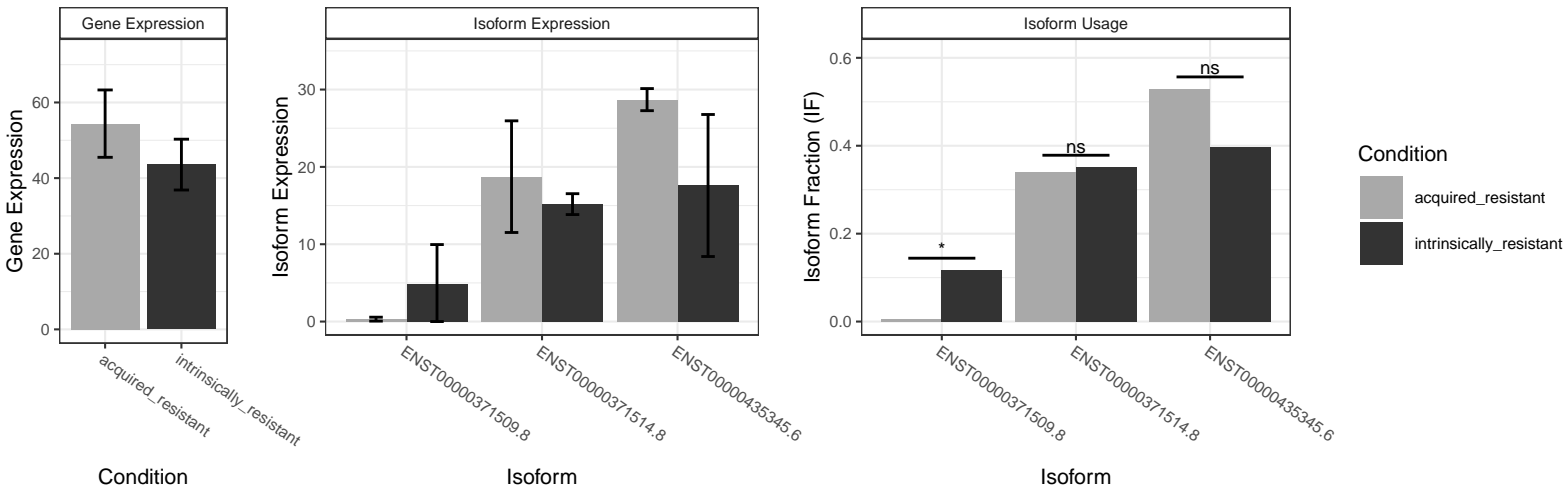 Gene Expression
Gene Expression
60
40
20
0
acquired_resistant
intrinsically_resistant
Condition
Isoform Expression
Isoform Expression
30
20
10
0
ENST00000371509.8
ENST00000371514.8
ENST00000435345.6
Isoform
Isoform Usage
Isoform Fraction (IF)
0.6
0.4
0.2
0.0
*
ns
ns
ENST00000371509.8
ENST00000371514.8
ENST00000435345.6
Isoform
Condition
acquired_resistant
intrinsically_resistant